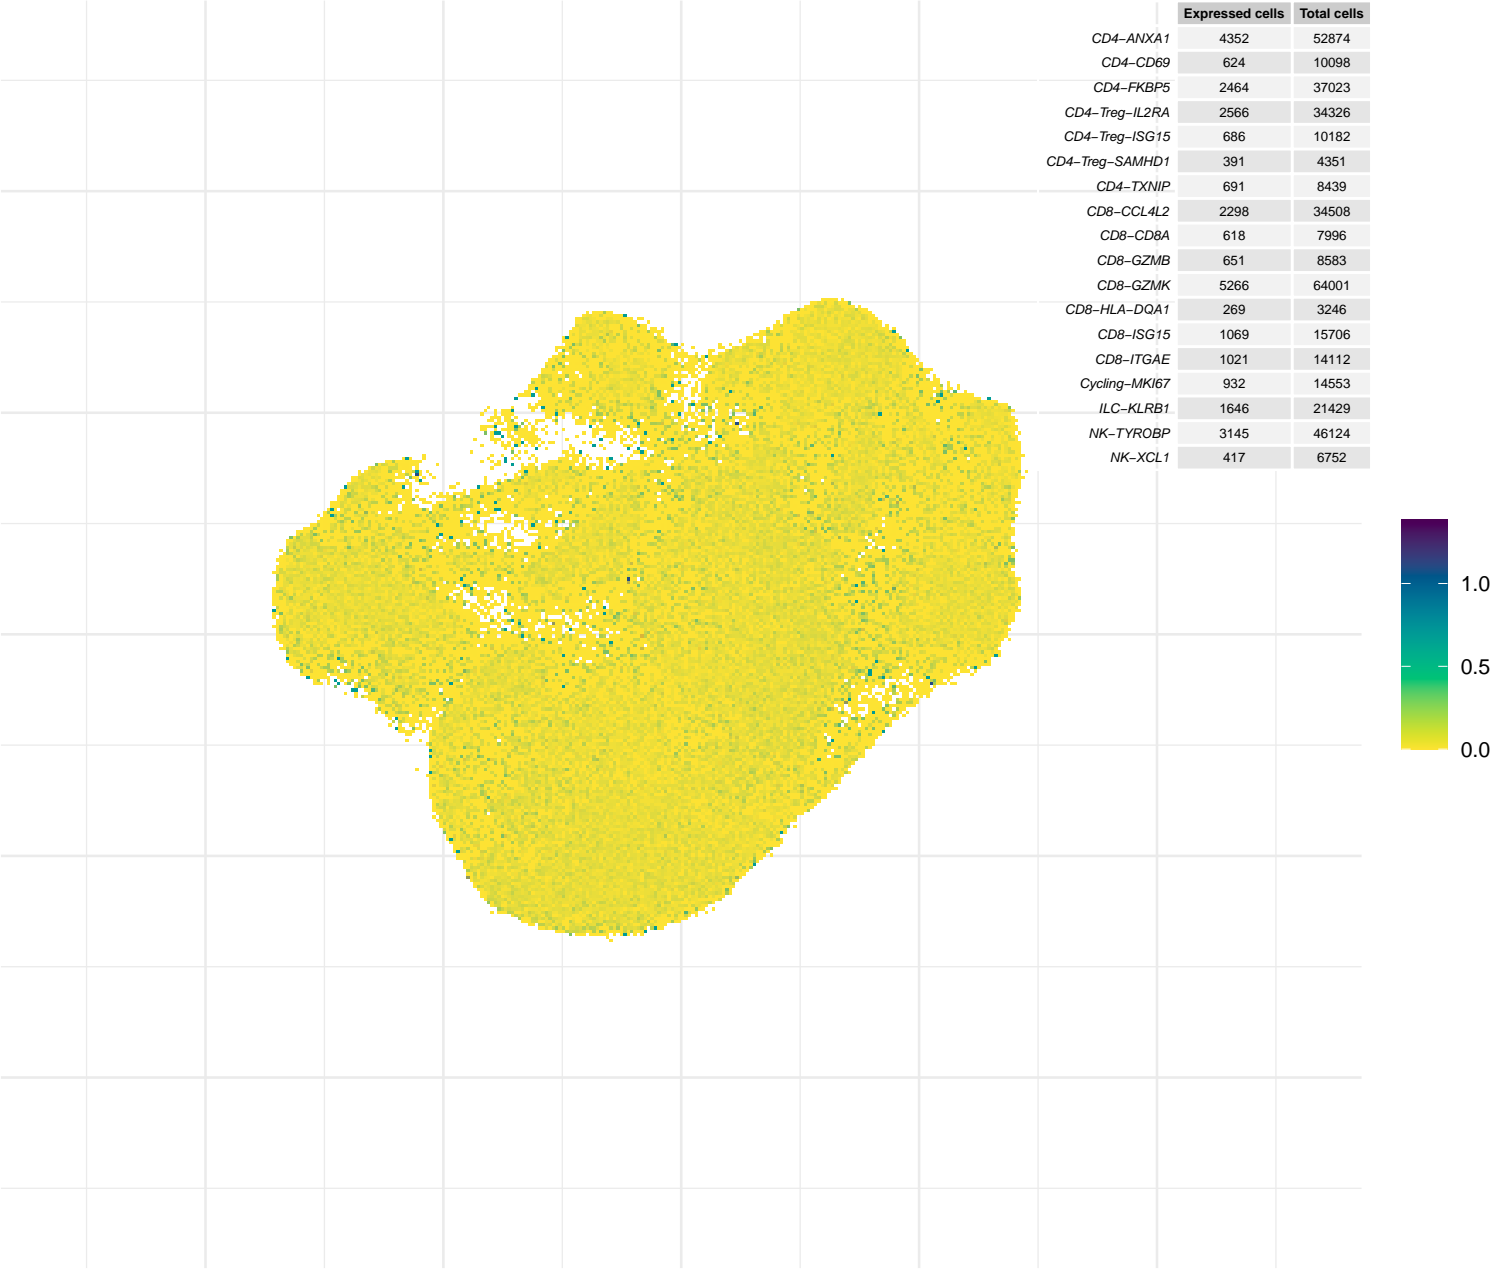 Expressed cells Total cells
CD4−ANXA1 4352 52874
CD4−CD69 624 10098
CD4−FKBP5 2464 37023
CD4−Treg−IL2RA 2566 34326
CD4−Treg−ISG15 686 10182
CD4−Treg−SAMHD1 391 4351
CD4−TXNIP 691 8439
CD8−CCL4L2 2298 34508
CD8−CD8A 618 7996
CD8−GZMB 651 8583
CD8−GZMK 5266 64001
CD8−HLA−DQA1 269 3246
CD8−ISG15 1069 15706
CD8−ITGAE 1021 14112
Cycling−MKI67 932 14553
ILC−KLRB1 1646 21429
NK−TYROBP 3145 46124
NK−XCL1 417 6752
1.0
0.5
0.0